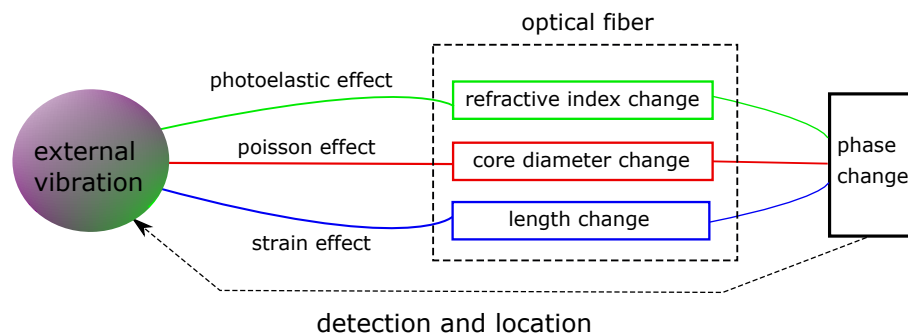 optical fiber
photoelastic effect
refractive index change
external
vibration
poisson effect
core diameter change
phase
change
strain effect
length change
detection and location